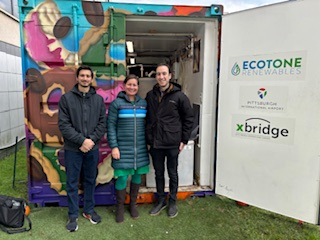 ECOTONE
RENEWABLES
PITTSBURGH
INTERNATIONAL AIRPORT
xbridge